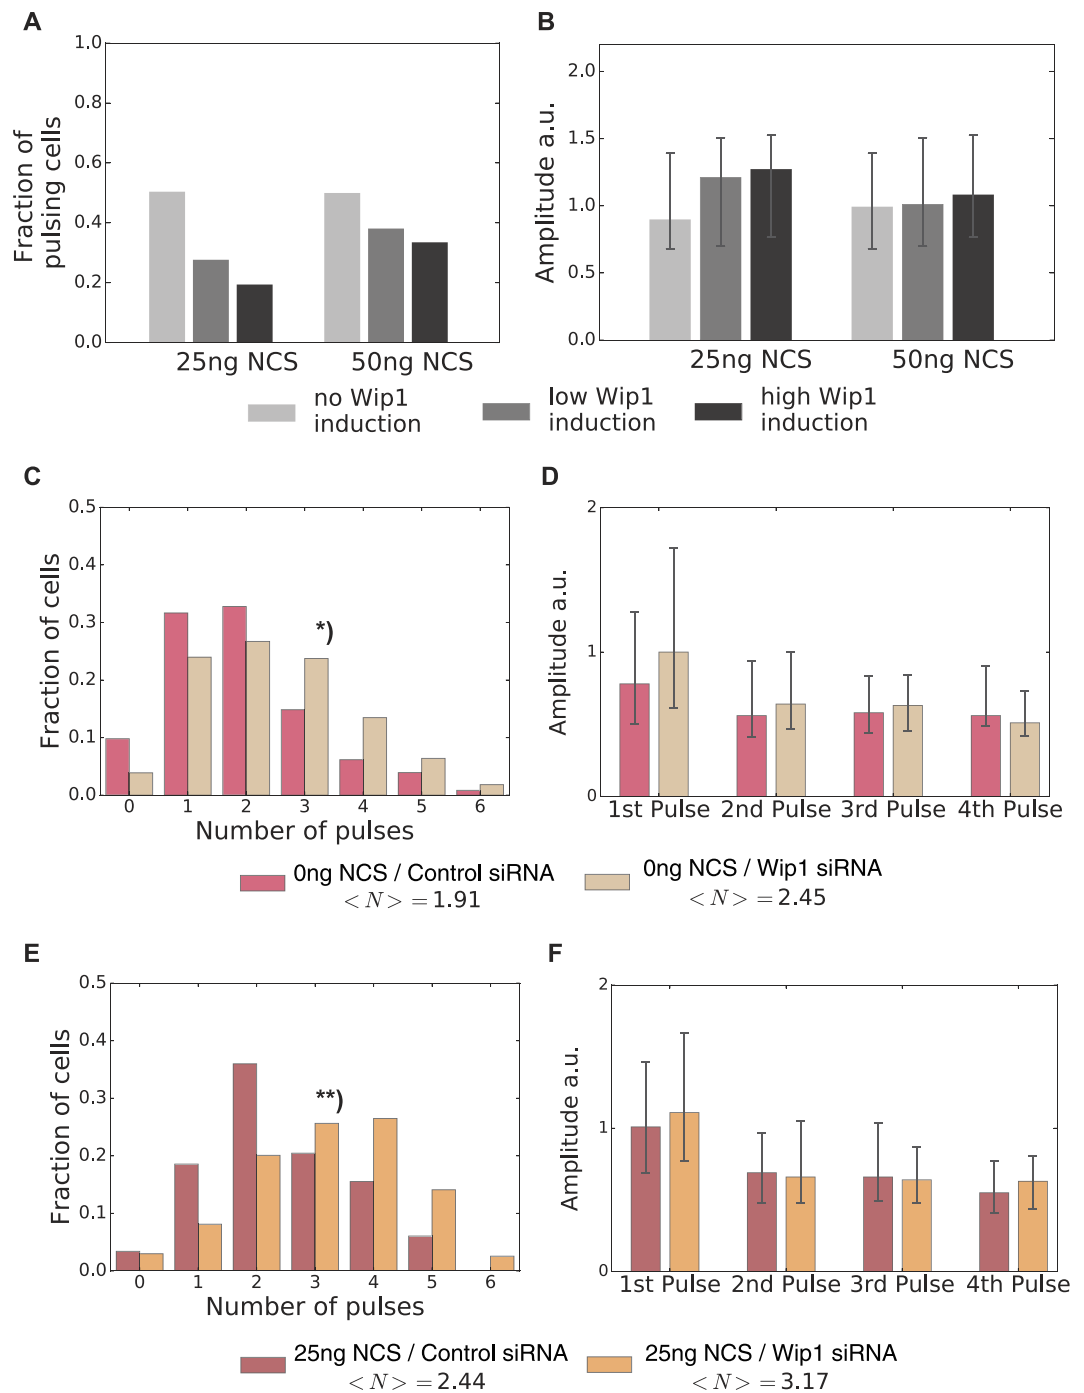 A
Fraction of
pulsing cells
1.0
0.8
0.6
0.4
0.2
0.0
25ng NCS
50ng NCS
B
Amplitude a.u.
2.0
1.5
1.0
0.5
0.0
25ng NCS
50ng NCS
no Wip1
induction
low Wip1
induction
high Wip1
induction
C
Fraction of cells
0.5
0.4
0.3
0.2
0.1
0.0
*)
0 1 2 3 4 5 6
Number of pulses
D
Amplitude a.u.
2
1
0
1st Pulse 2nd Pulse 3rd Pulse 4th Pulse
0ng NCS / Control siRNA
< N > = 1.91
0ng NCS / Wip1 siRNA
< N > = 2.45
E
Fraction of cells
0.5
0.4
0.3
0.2
0.1
0.0
**)
0 1 2 3 4 5 6
Number of pulses
F
Amplitude a.u.
2
1
0
1st Pulse 2nd Pulse 3rd Pulse 4th Pulse
25ng NCS / Control siRNA
< N > = 2.44
25ng NCS / Wip1 siRNA
< N > = 3.17